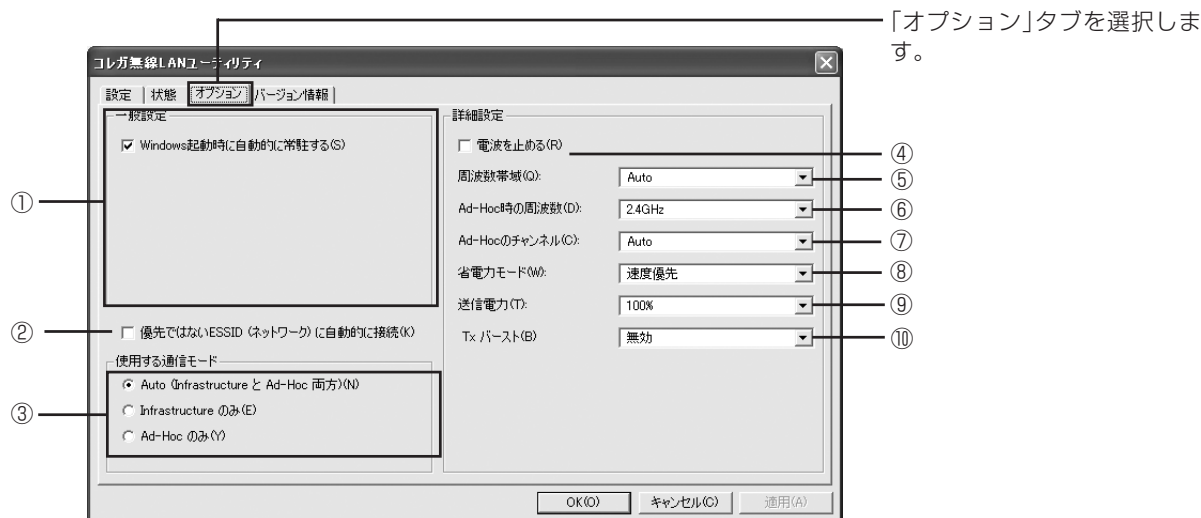 「オプション」タブを選択しま
す。
コレガ無線LANユーティリティ
設定 状態 オプション バージョン情報
一般設定
Windows起動時に自動的に常駐する(S)
①
② 優先ではないESSID (ネットワーク) に自動的に接続(K)
使用する通信モード
Auto (Infrastructure と Ad-Hoc 両方)(N)
③ Infrastructure のみ(E)
Ad-Hoc のみ(Y)
詳細設定
電波を止める(R) ④
周波数帯域(Q): Auto ⑤
Ad-Hoc時の周波数(D): 2.4GHz ⑥
Ad-Hocのチャンネル(C): Auto ⑦
省電力モード(W): 速度優先 ⑧
送信電力(T): 100% ⑨
Tx バースト(B) 無効 ⑩
OK(O) キャンセル(C) 適用(A)